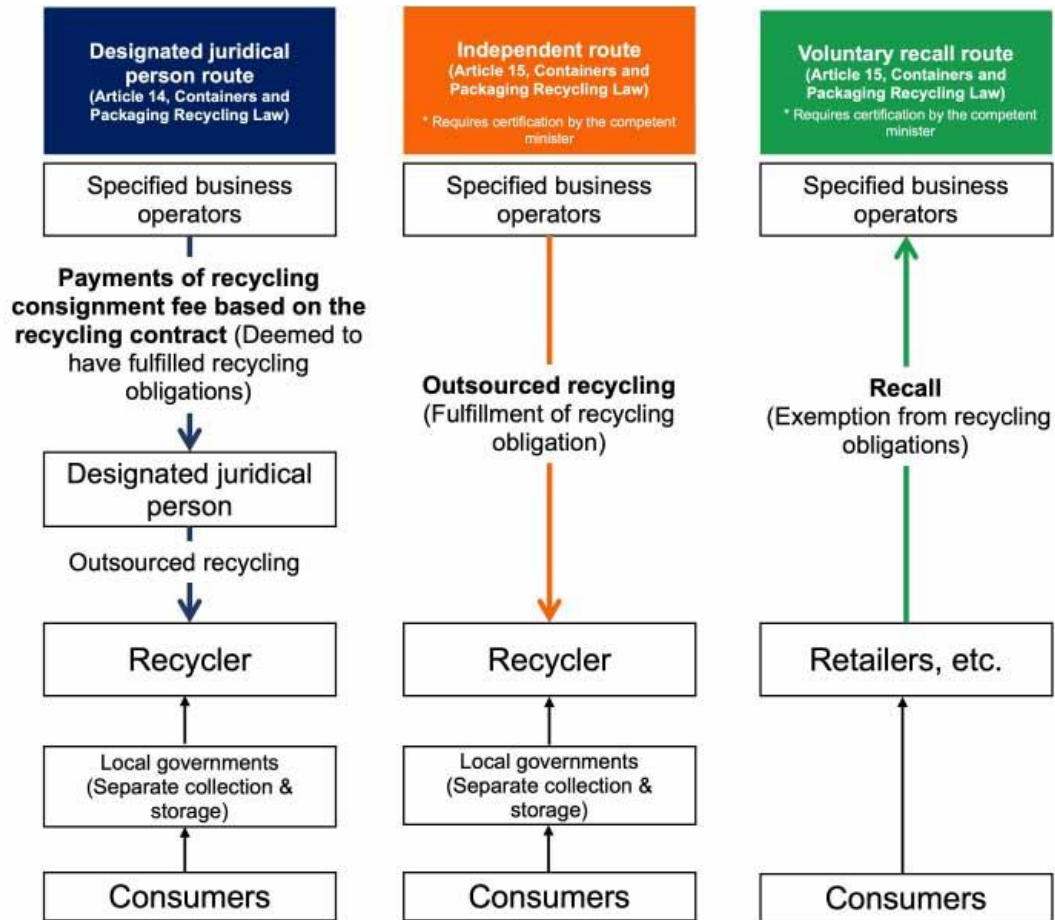 Designated juridical
person route
(Article 14, Containers and
Packaging Recycling Law)
Specified business
operators
Payments of recycling
consignment fee based on the
recycling contract (Deemed to
have fulfilled recycling
obligations)
Designated juridical
person
Outsourced recycling
Recycler
Local governments
(Separate collection &
storage)
Consumers
Independent route
(Article 15, Containers and
Packaging Recycling Law)
* Requires certification by the competent
minister
Specified business
operators
Outsourced recycling
(Fulfillment of recycling
obligation)
Recycler
Local governments
(Separate collection &
storage)
Consumers
Voluntary recall route
(Article 15, Containers and
Packaging Recycling Law)
* Requires certification by the competent
minister
Specified business
operators
Recall
(Exemption from recycling
obligations)
Retailers, etc.
Consumers